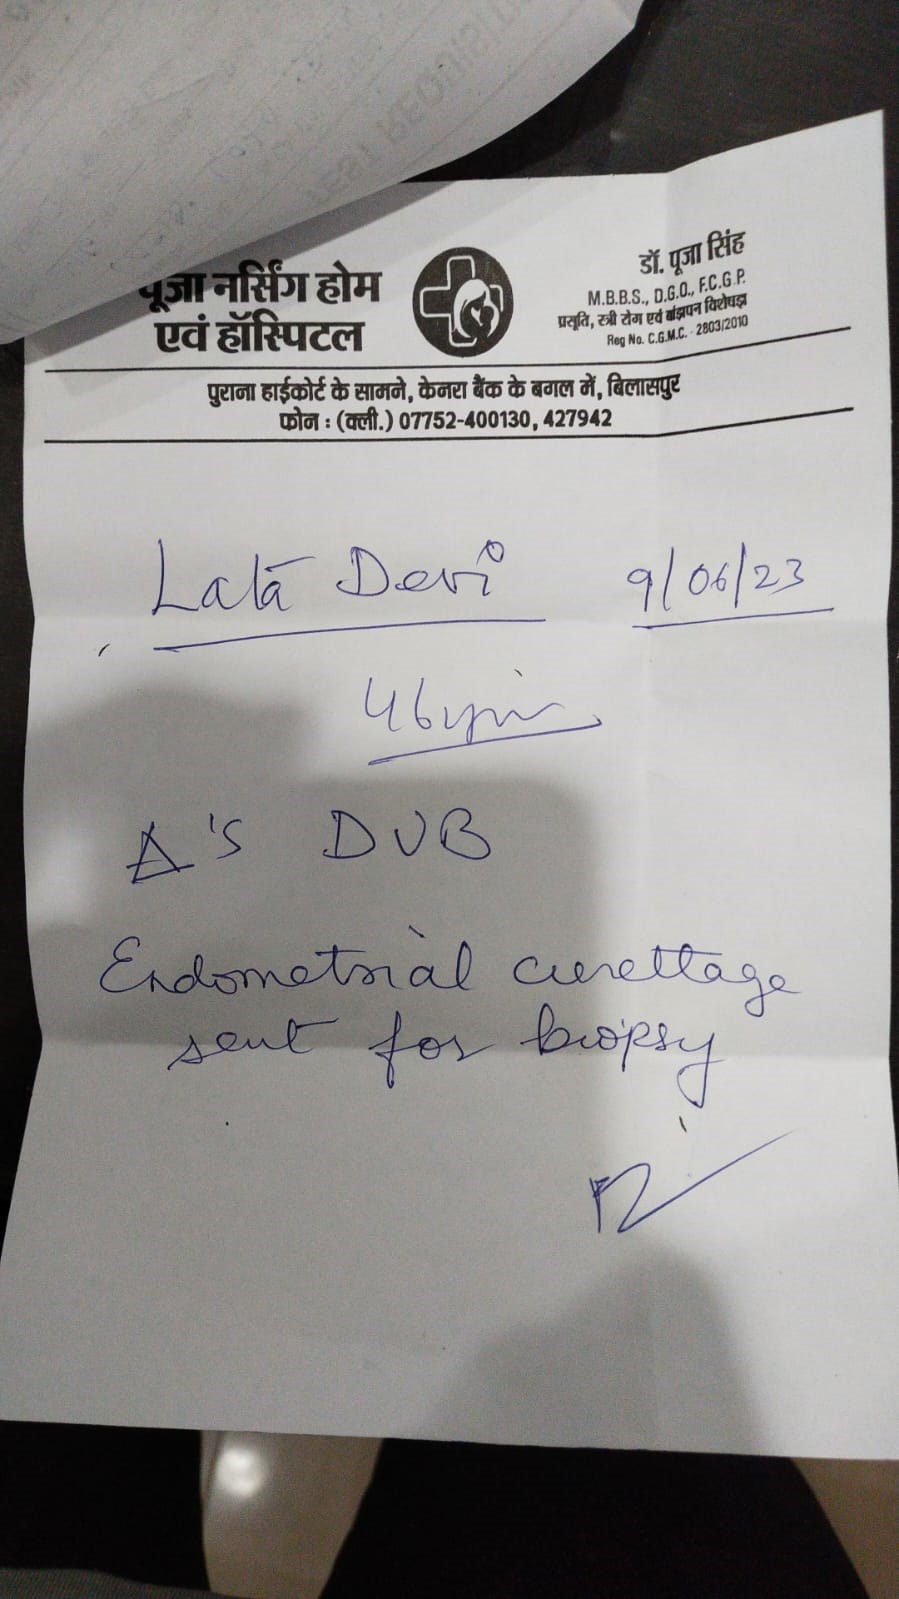 पूजा नर्सिंग होम
एवं हॉस्पिटल
डॉ. पूजा सिंह
M.B.B.S., D.G.O., F.C.G.P.
प्रसूति, स्त्री रोग एवं बांझपन विशेषज्ञ
Reg No. C.G.M.C. - 2803/2010
पुराना हाईकोर्ट के सामने, केनरा बैंक के बगल में, बिलासपुर
फोन : (क्ली.) 07752-400130, 427942
Lata Devi 9/06/23
46
Δ's DUB
Endometrial curettage
sent for biopsy